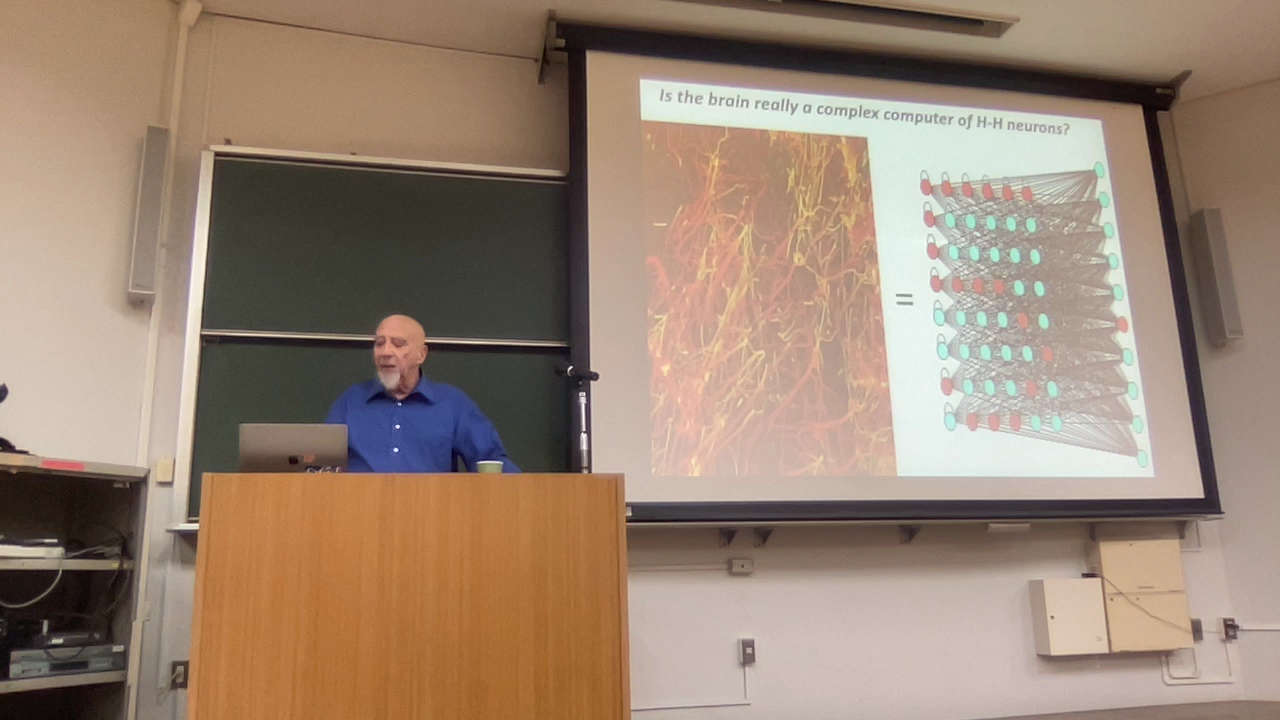 Is the brain really a complex computer of H-H neurons?
=